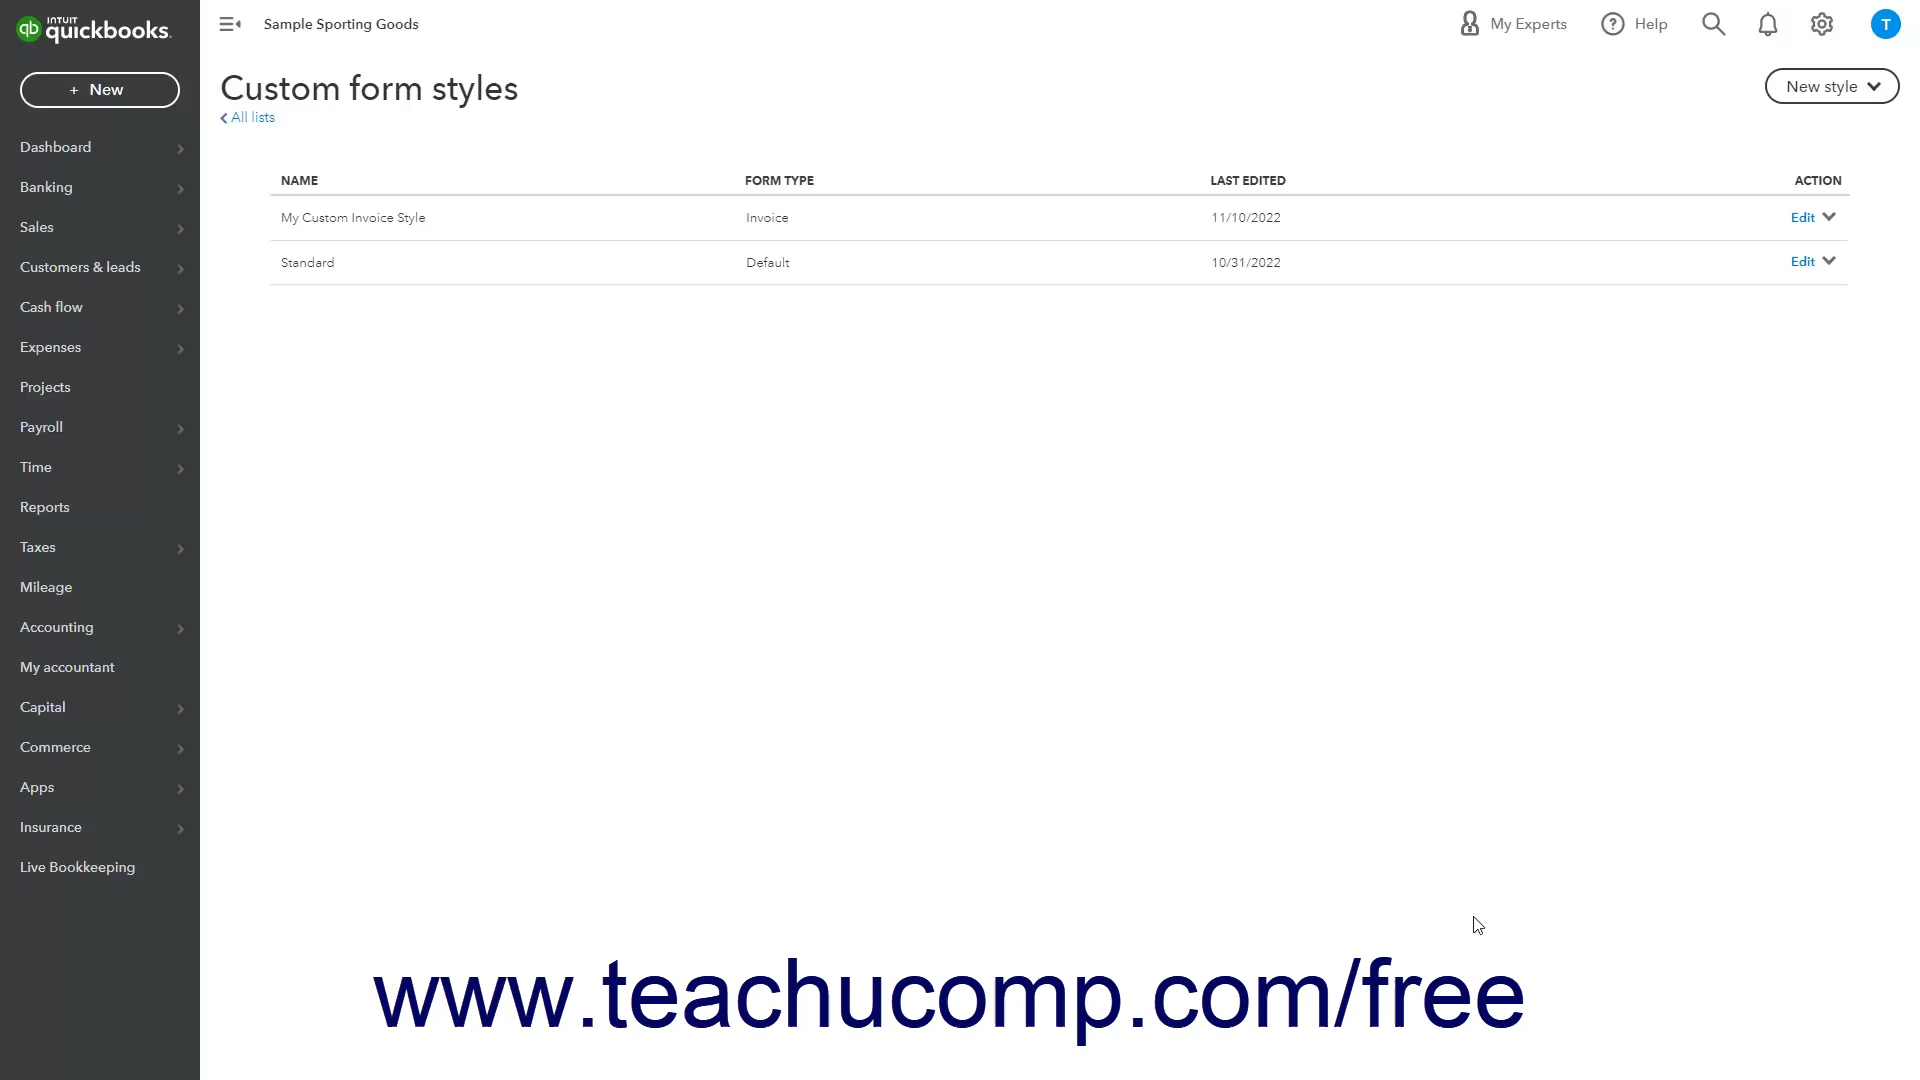 INTUIT
qb quickbooks.
Sample Sporting Goods
My Experts
? Help
T
+ New
Custom form styles
New style
All lists
Dashboard
Banking
Sales
Customers & leads
Cash flow
Expenses
Projects
Payroll
Time
Reports
Taxes
Mileage
Accounting
My accountant
Capital
Commerce
Apps
Insurance
Live Bookkeeping
NAME FORM TYPE LAST EDITED ACTION
My Custom Invoice Style Invoice 11/10/2022 Edit
Standard Default 10/31/2022 Edit
www.teachucomp.com/free